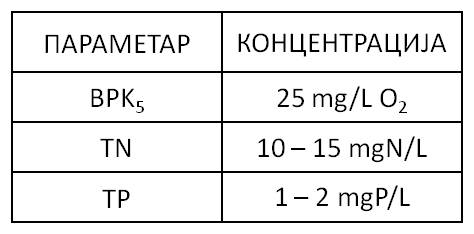 ПАРАМЕТАР КОНЦЕНТРАЦИЈА
BPK₅ 25 mg/L O₂
TN 10 – 15 mgN/L
TP 1 – 2 mgP/L